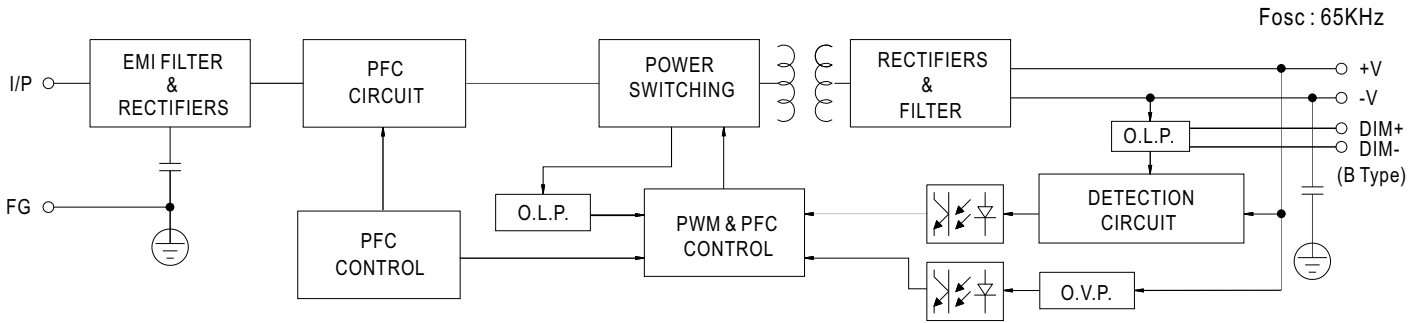 Fosc : 65KHz
I/P
EMI FILTER
&
RECTIFIERS
PFC
CIRCUIT
POWER
SWITCHING
RECTIFIERS
&
FILTER
+V
-V
DIM+
DIM-
(B Type)
O.L.P.
FG
O.L.P.
DETECTION
CIRCUIT
PFC
CONTROL
PWM & PFC
CONTROL
O.V.P.